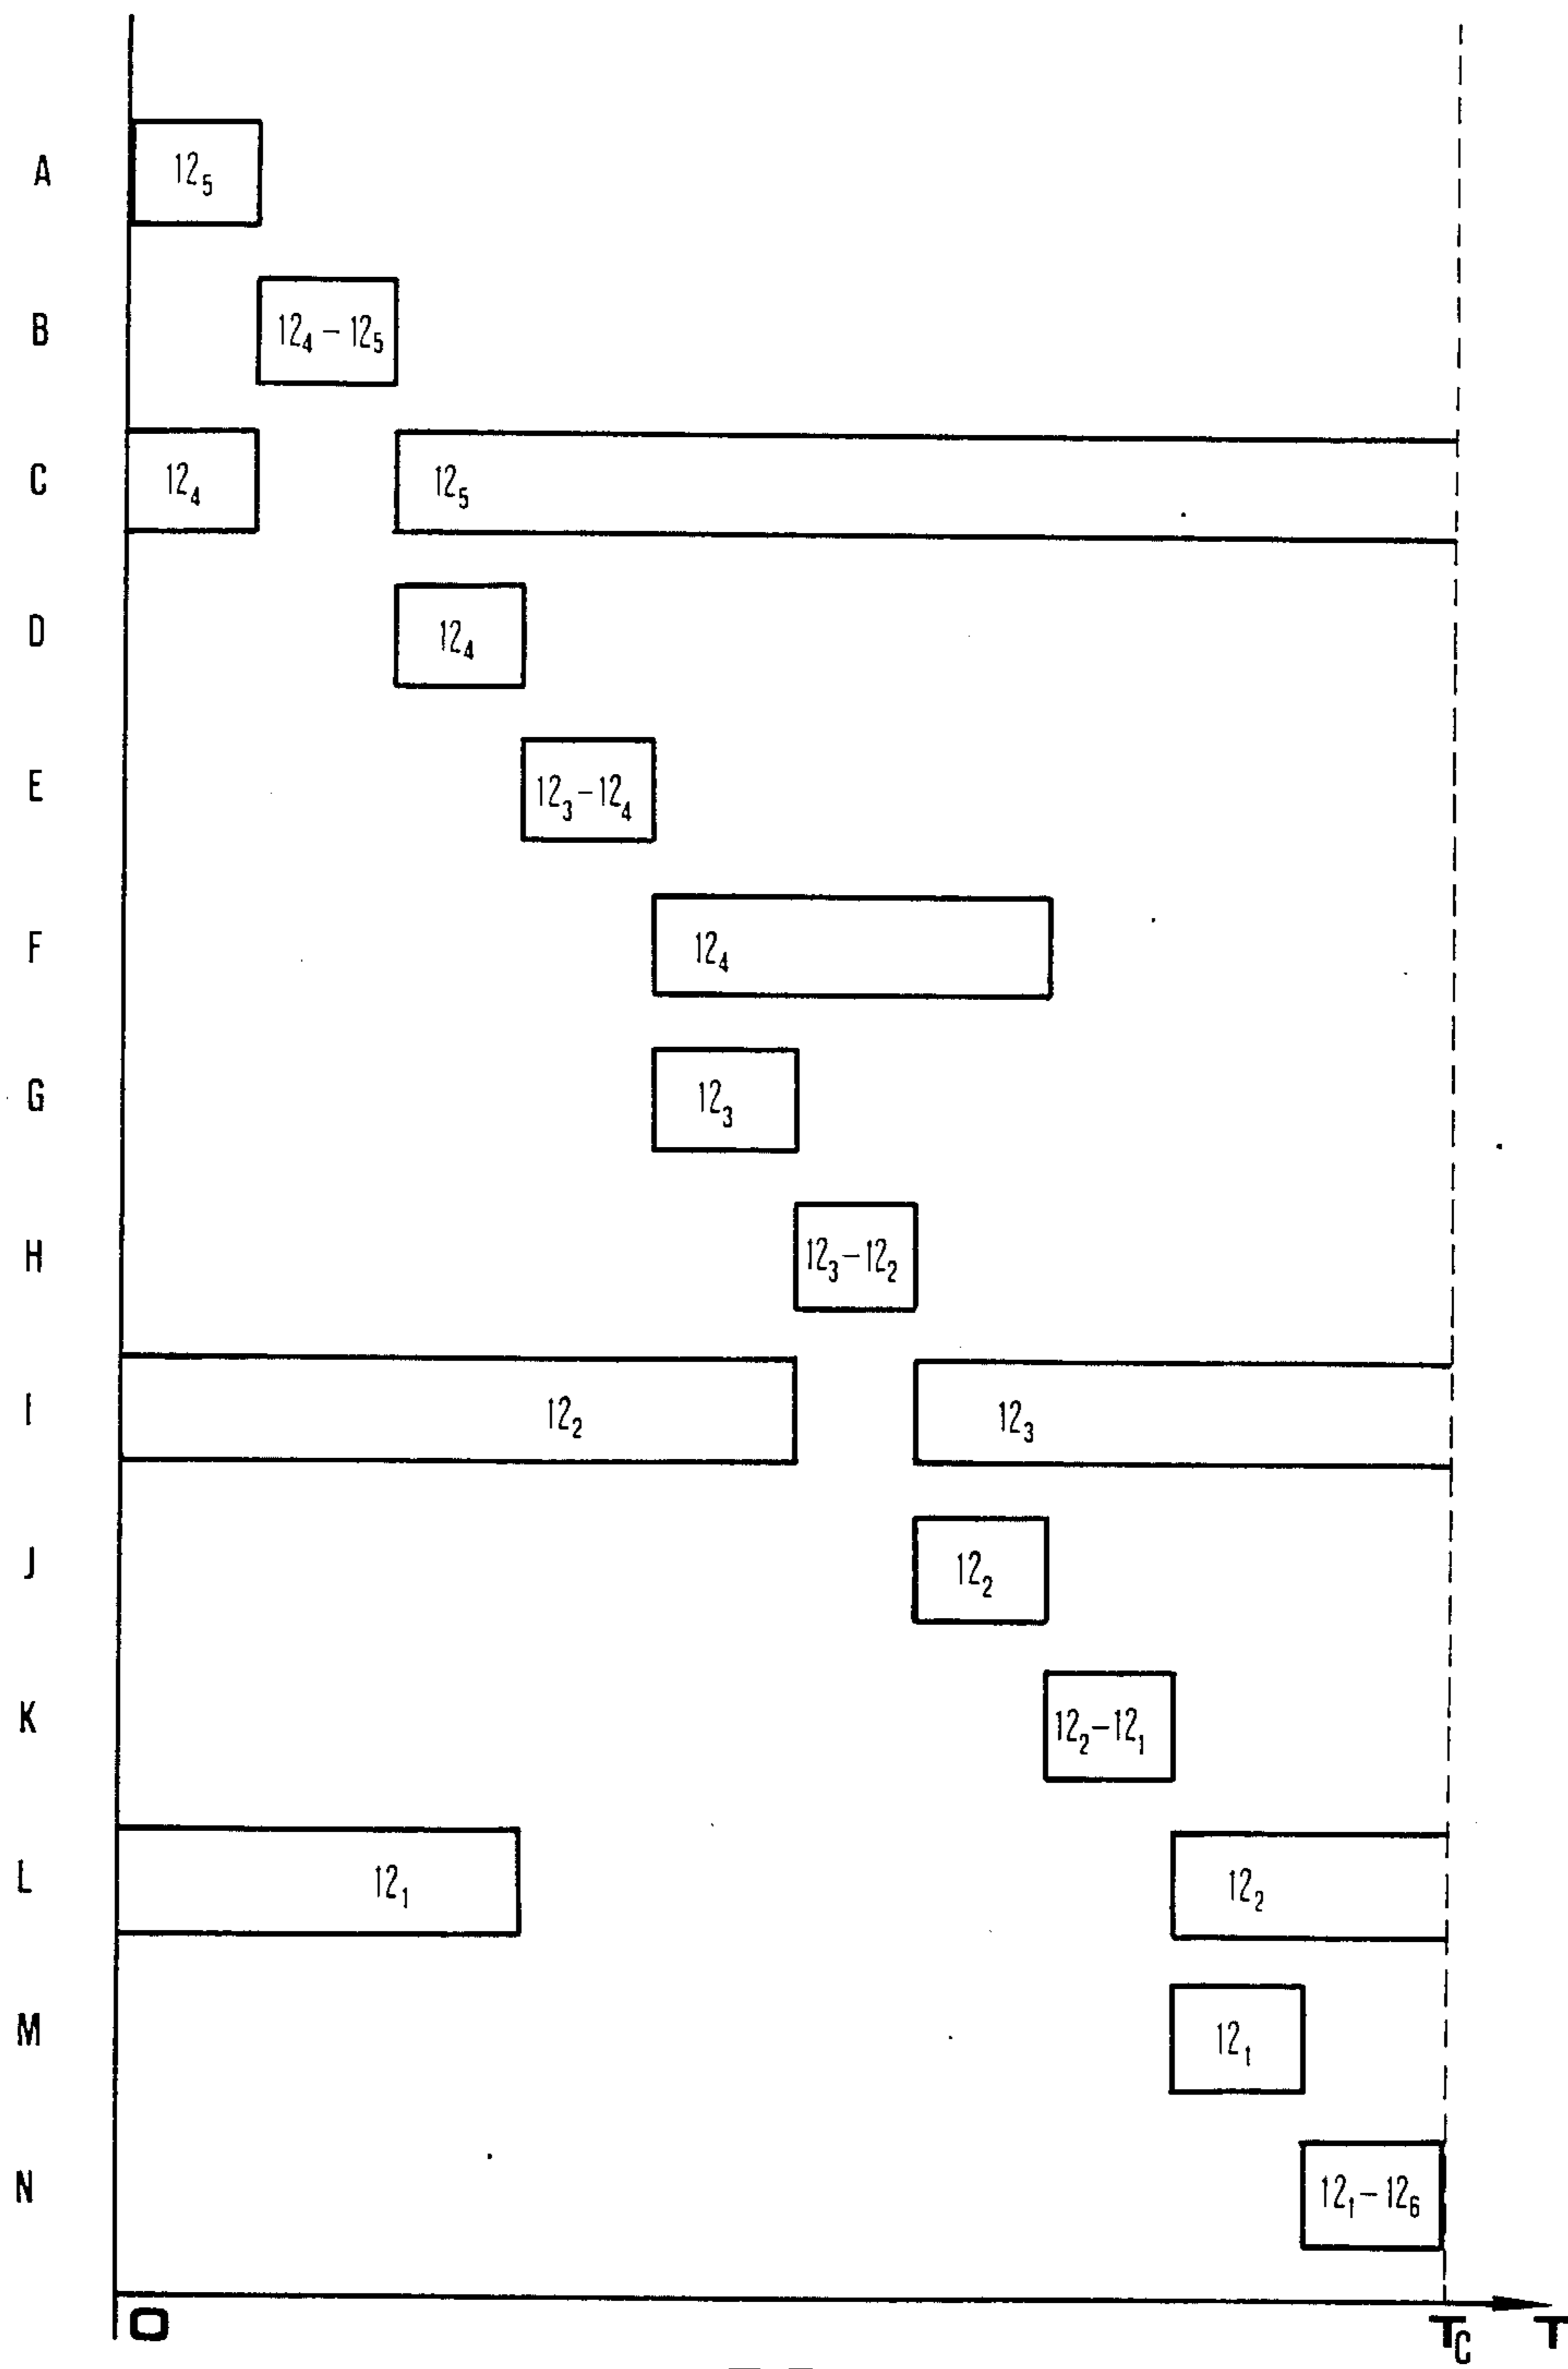 A 12₅
B 12₄ – 12₅
C 12₄ 12₅
D 12₄
E 12₃–12₄
F 12₄
G 12₃
H 12₃–12₂
I 12₂ 12₃
J 12₂
K 12₂–12₁
L 12₁ 12₂
M 12₁
N 12₁– 12₆
O T_C T